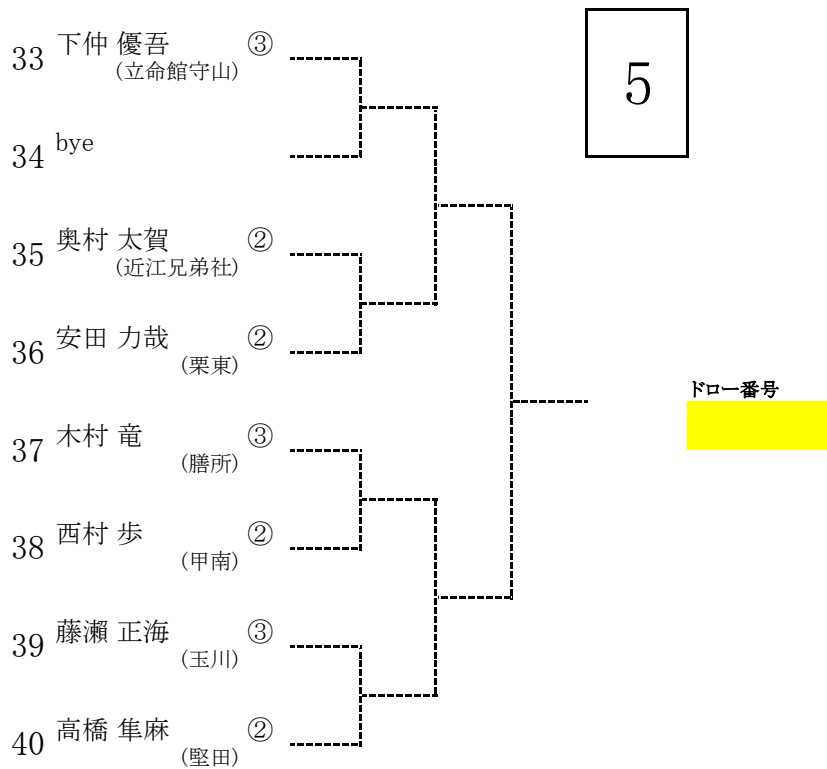 33 下仲 優吾 ③
(立命館守山)
34 bye
35 奥村 太賀 ②
(近江兄弟社)
36 安田 力哉 ②
(栗東)
37 木村 竜 ③
(膳所)
38 西村 歩 ②
(甲南)
39 藤瀬 正海 ③
(玉川)
40 高橋 隼麻 ②
(堅田)
5
ドロー番号